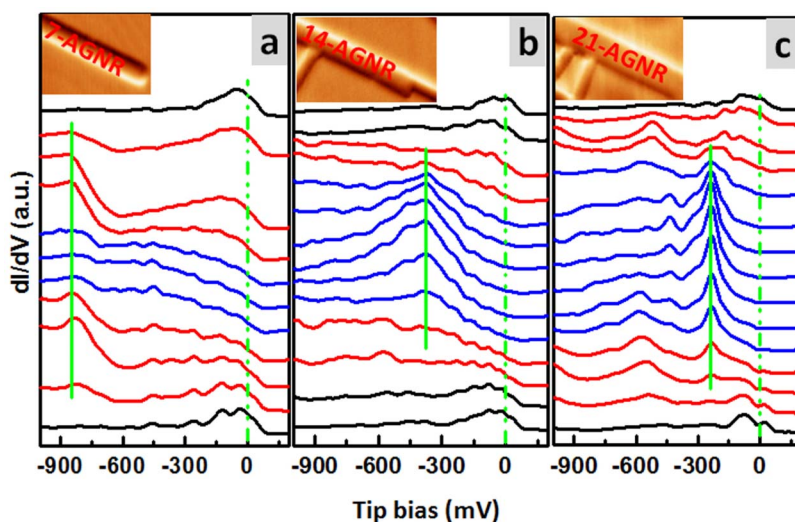 7-AGNR
a
14-AGNR
b
21-AGNR
c
dI/dV (a.u.)
-900 -600 -300 0
-900 -600 -300 0
-900 -600 -300 0
Tip bias (mV)